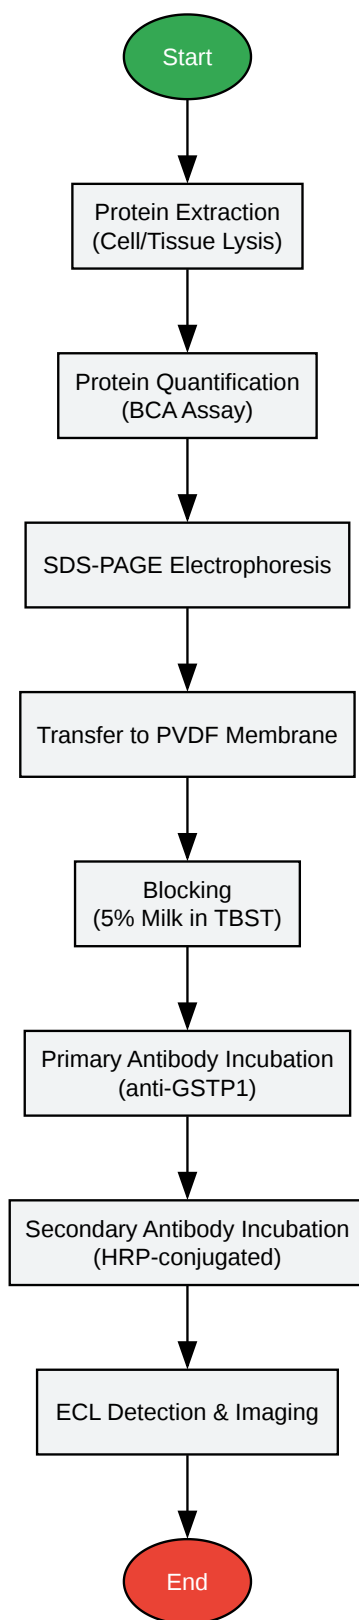 Start
Protein Extraction
(Cell/Tissue Lysis)
Protein Quantification
(BCA Assay)
SDS-PAGE Electrophoresis
Transfer to PVDF Membrane
Blocking
(5% Milk in TBST)
Primary Antibody Incubation
(anti-GSTP1)
Secondary Antibody Incubation
(HRP-conjugated)
ECL Detection & Imaging
End